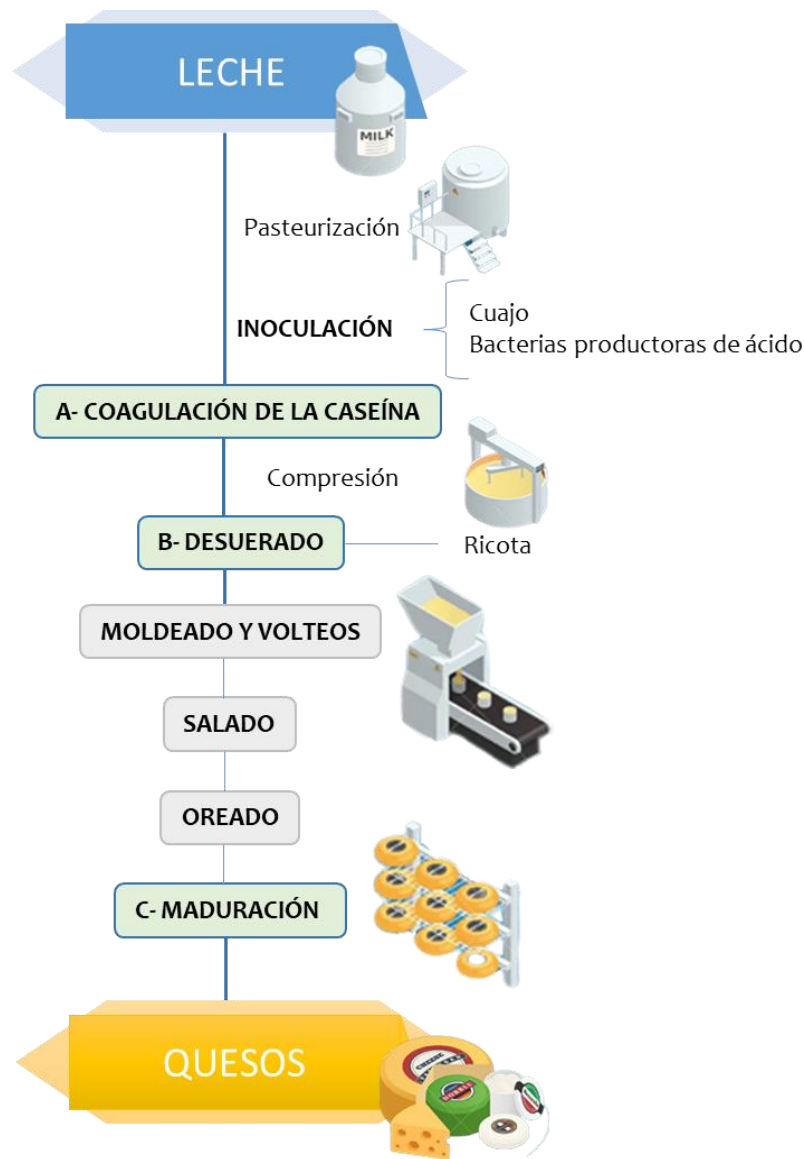 LECHE
MILK
Pasteurización
INOCULACIÓN
Cuajo
Bacterias productoras de ácido
A- COAGULACIÓN DE LA CASEÍNA
Compresión
B- DESUERADO
Ricota
MOLDEADO Y VOLTEOS
SALADO
OREADO
C- MADURACIÓN
QUESOS
CHEESE